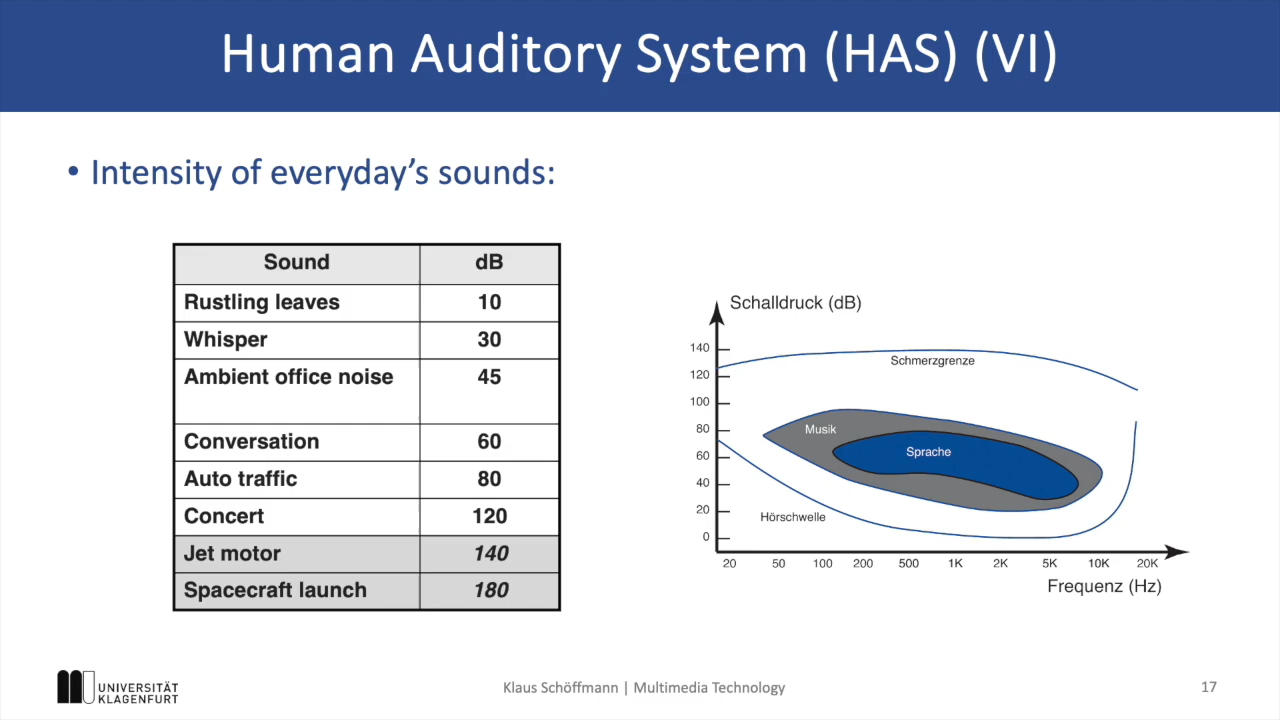 Human Auditory System (HAS) (VI)
• Intensity of everyday’s sounds:
Sound dB
Rustling leaves 10
Whisper 30
Ambient office noise 45
Conversation 60
Auto traffic 80
Concert 120
Jet motor 140
Spacecraft launch 180
Schalldruck (dB)
140
120
100
80
60
40
20
0
Schmerzgrenze
Musik
Sprache
Hörschwelle
20 50 100 200 500 1K 2K 5K 10K 20K
Frequenz (Hz)
UNIVERSITÄT
KLAGENFURT
Klaus Schöffmann | Multimedia Technology
17